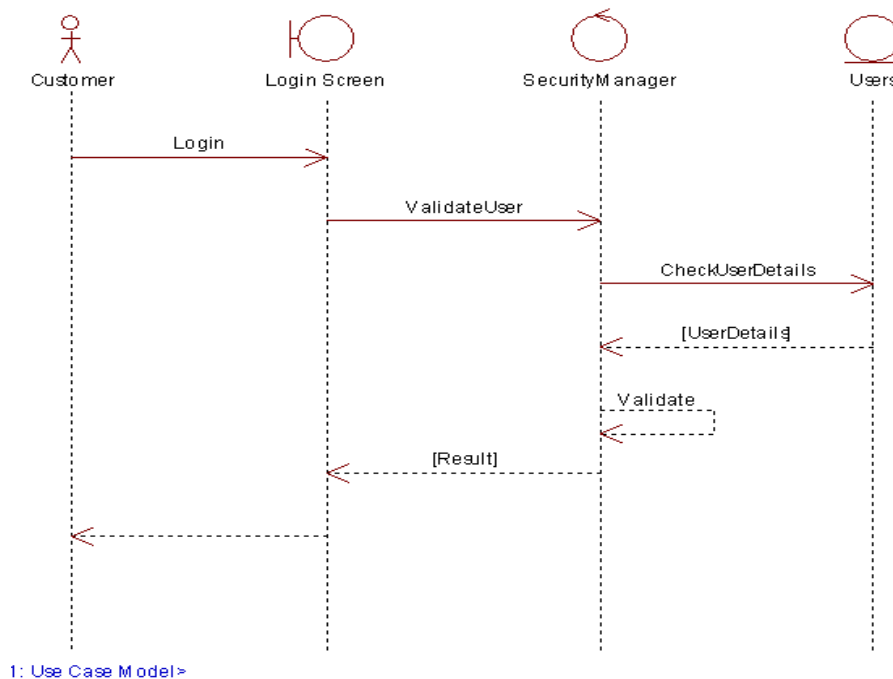 Customer
Login Screen
SecurityManager
Users
Login
ValidateUser
CheckUserDetails
[UserDetails]
Validate
[Result]
1: Use Case Model>